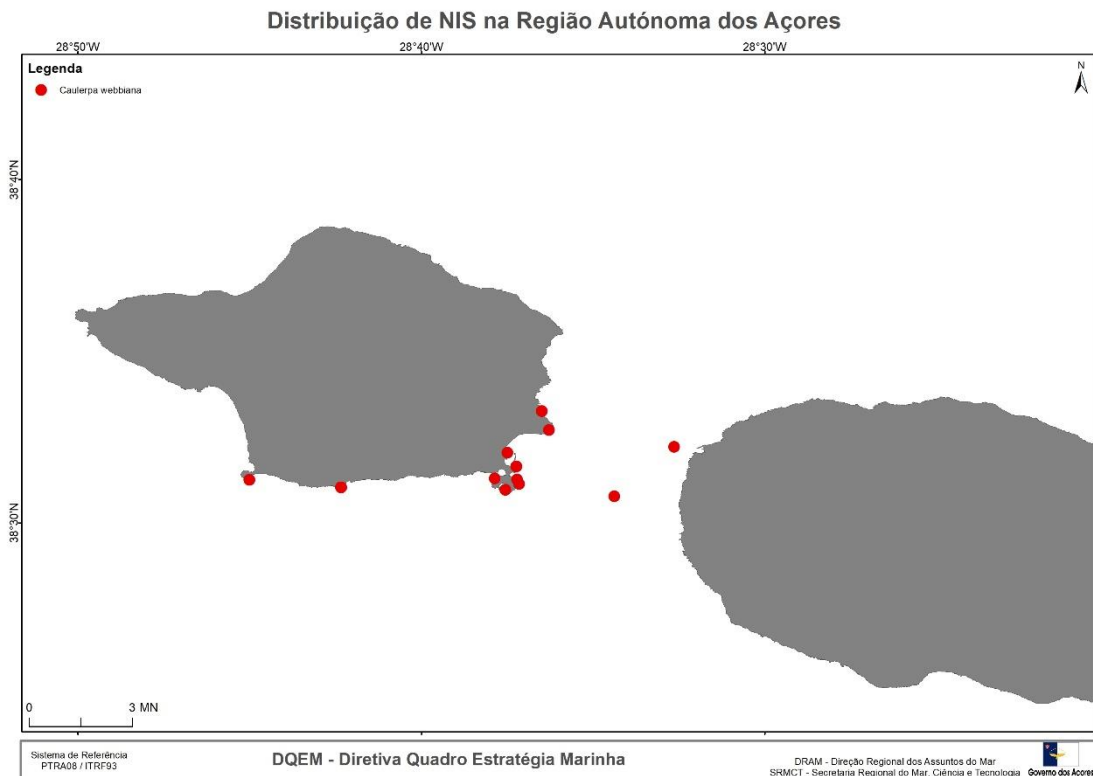 Distribuição de NIS na Região Autónoma dos Açores
28°50'W 28°40'W 28°30'W
Legenda
Caulerpa webbiana
N
38°40'N
38°30'N
0 3 MN
Sistema de Referência
PTRA08 / ITRF93
DQEM - Diretiva Quadro Estratégia Marinha
DRAM - Direção Regional dos Assuntos do Mar
SRMCT - Secretaria Regional do Mar, Ciência e Tecnologia
Governo dos Açores